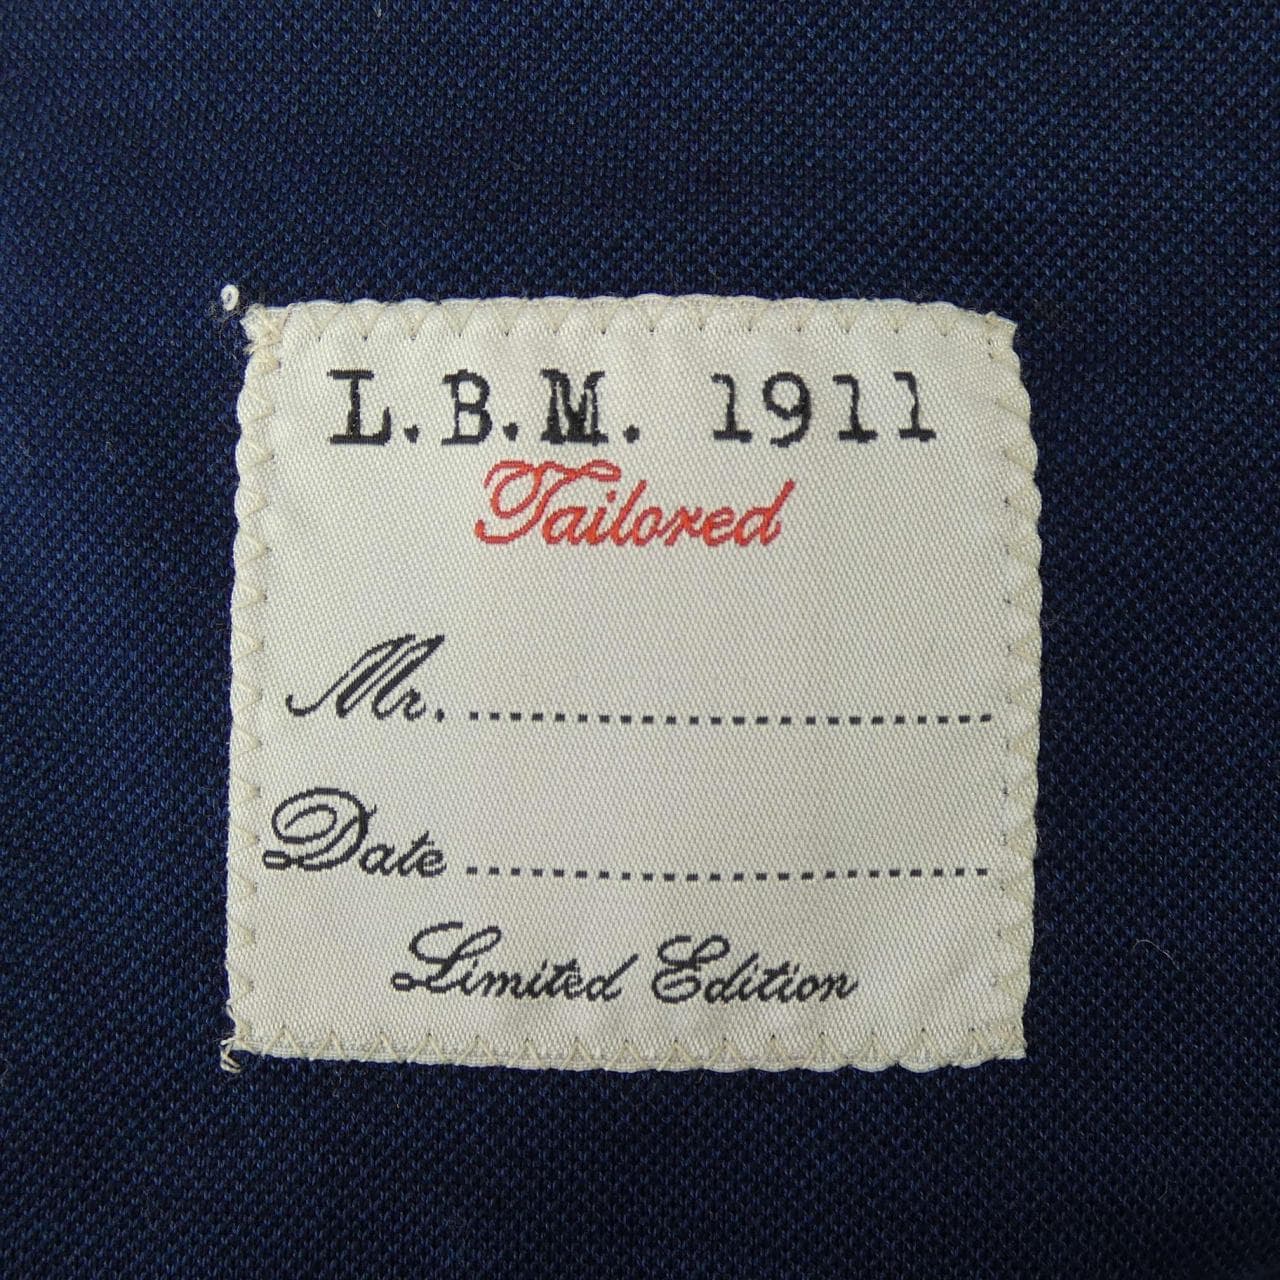 L.B.M. 1911
Tailored
Mr. ........................................
Date ........................................
Limited Edition